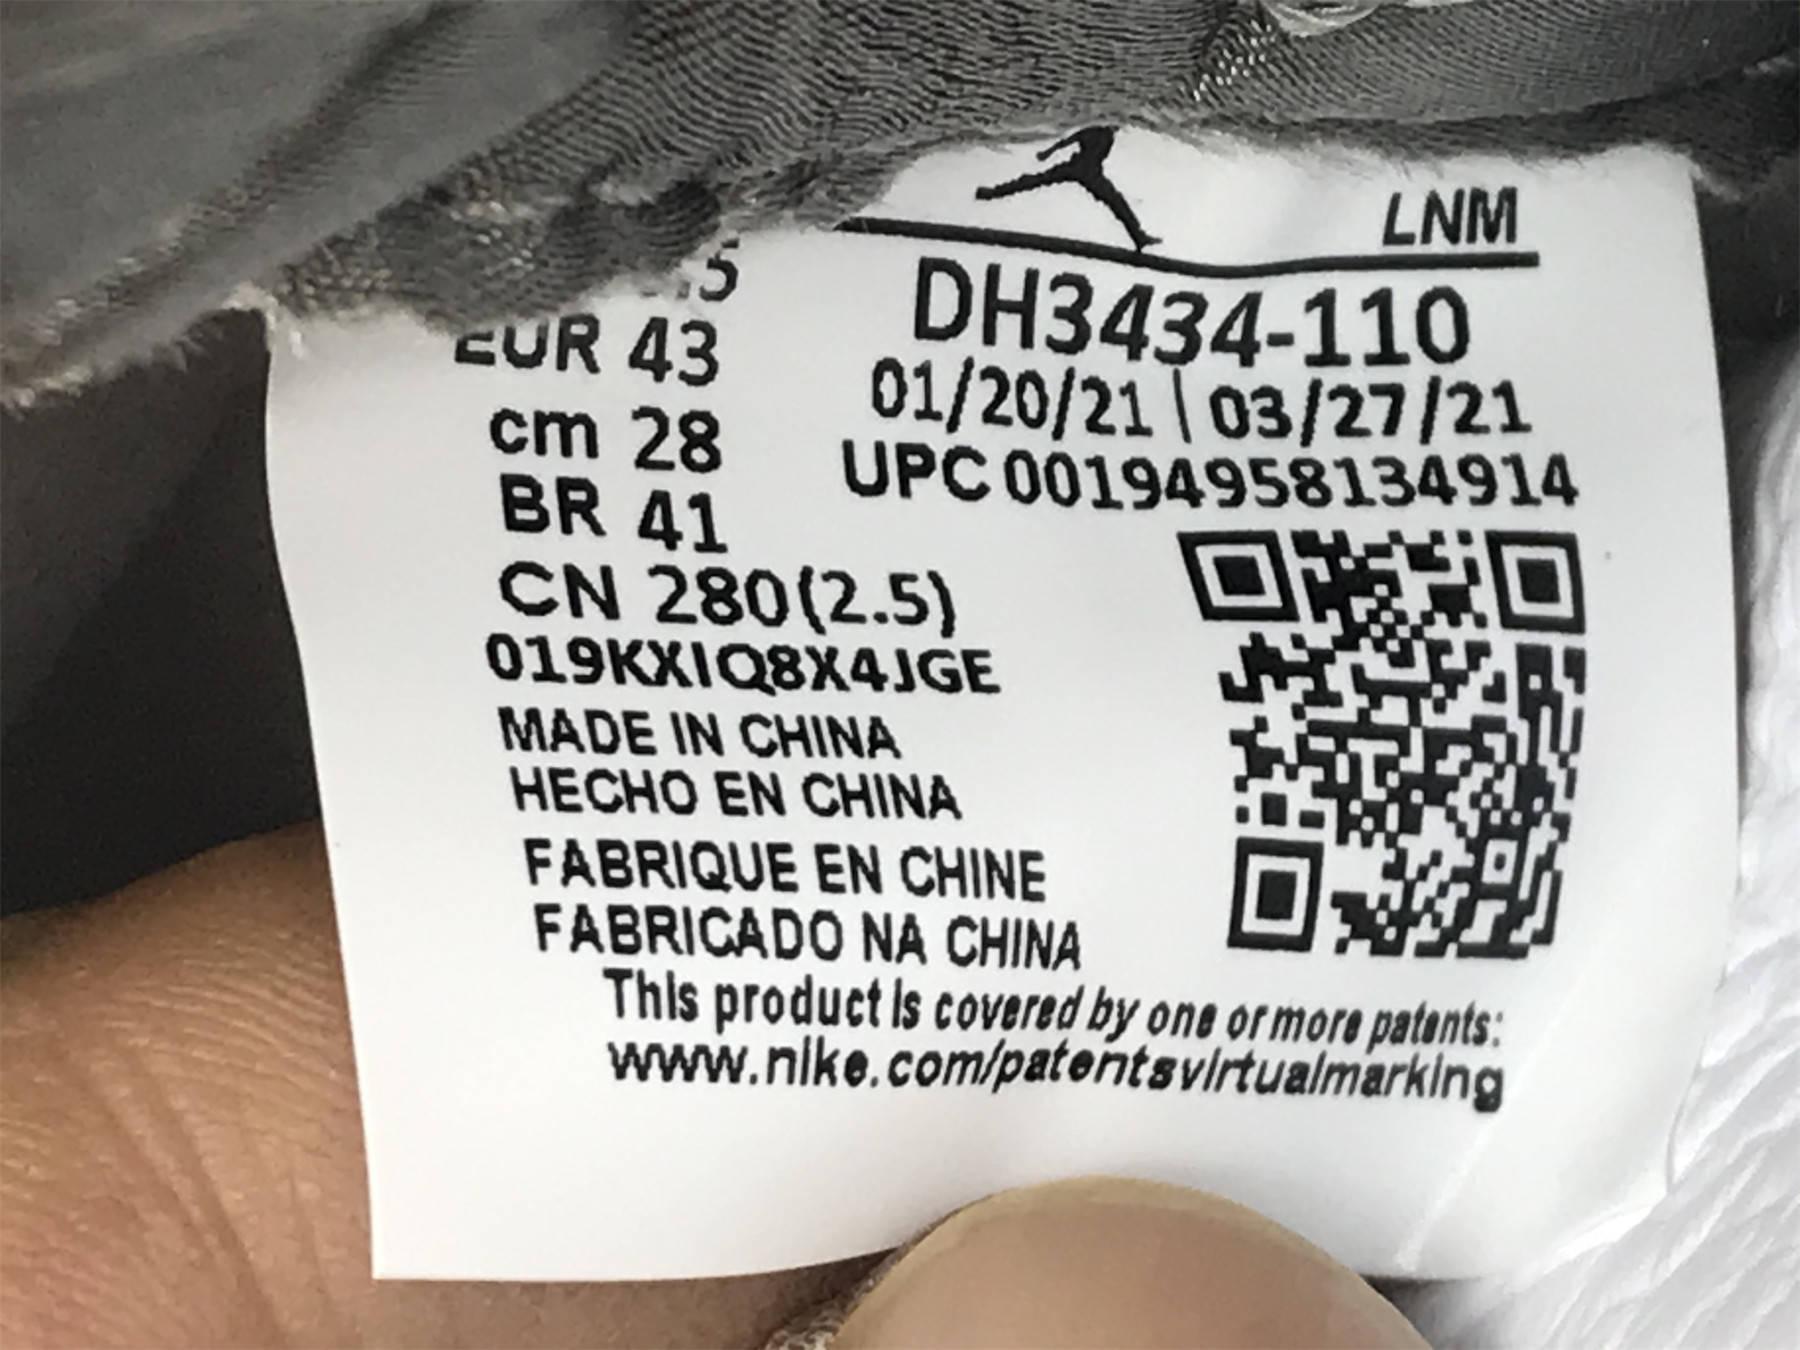 LNM
.5
EUR 43
cm 28
BR 41
CN 280(2.5)
019KXIQ8X4JGE
DH3434-110
01/20/21 | 03/27/21
UPC 00194958134914
MADE IN CHINA
HECHO EN CHINA
FABRIQUE EN CHINE
FABRICADO NA CHINA
This product is covered by one or more patents:
www.nike.com/patentsvirtualmarking